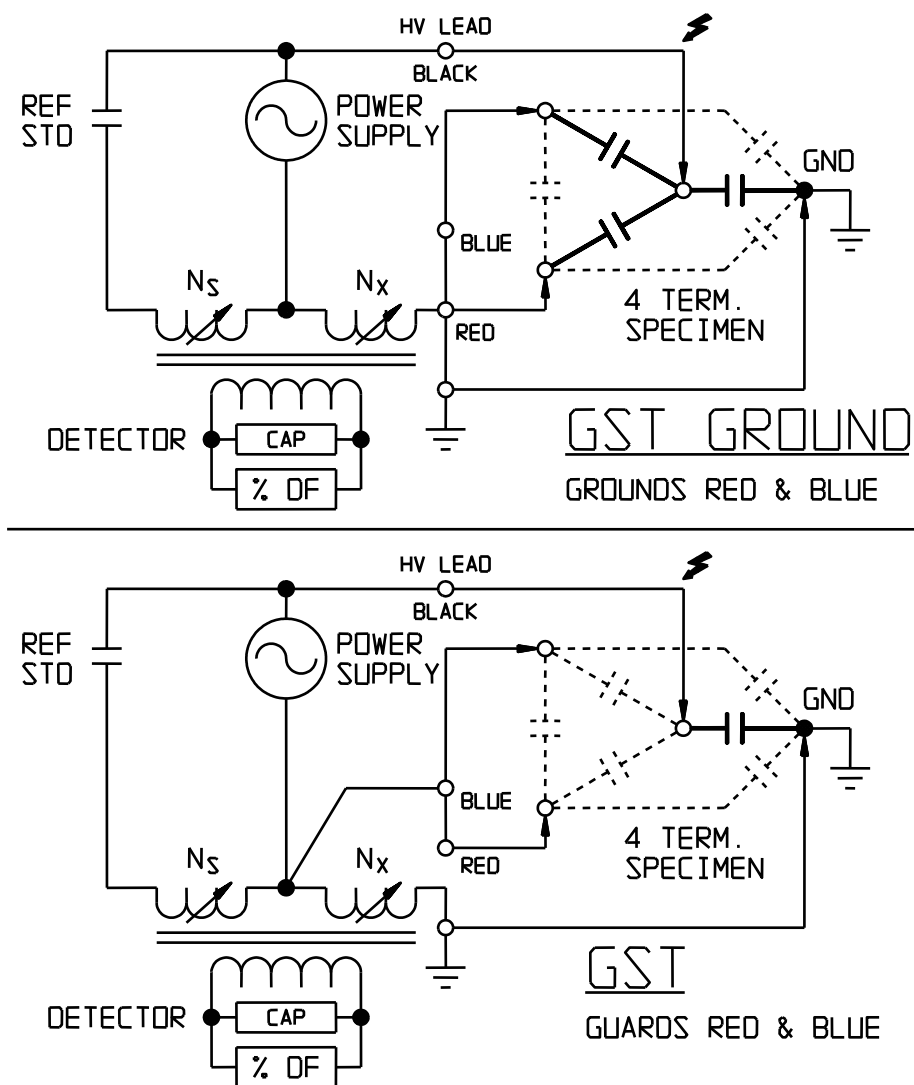 HV LEAD
BLACK
REF
STD
POWER
SUPPLY
GND
BLUE
NS
NX
RED
4 TERM.
SPECIMEN
DETECTOR
CAP
% DF
GST GROUND
GROUNDS RED & BLUE
HV LEAD
BLACK
REF
STD
POWER
SUPPLY
GND
BLUE
RED
NS
NX
4 TERM.
SPECIMEN
DETECTOR
CAP
% DF
GST
GUARDS RED & BLUE